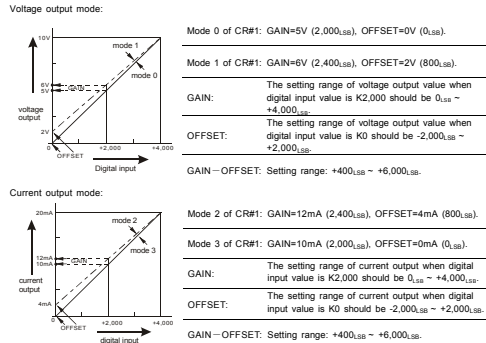 Voltage output mode:
10V
mode 1
mode 0
6V
5V
GAIN
voltage
output
2V
0
OFFSET
+2,000
+4,000
Digital input
Mode 0 of CR#1: GAIN=5V (2,000LSB), OFFSET=0V (0LSB).
Mode 1 of CR#1: GAIN=6V (2,400LSB), OFFSET=2V (800LSB).
GAIN:
The setting range of voltage output value when
digital input value is K2,000 should be 0LSB ~
+4,000LSB.
OFFSET:
The setting range of voltage output value when
digital input value is K0 should be -2,000LSB ~
+2,000LSB.
GAIN-OFFSET: Setting range: +400LSB ~ +6,000LSB.
Current output mode:
20mA
mode 2
mode 3
12mA
10mA
GAIN
current
output
4mA
0
OFFSET
+2,000
+4,000
digital input
Mode 2 of CR#1: GAIN=12mA (2,400LSB), OFFSET=4mA (800LSB).
Mode 3 of CR#1: GAIN=10mA (2,000LSB), OFFSET=0mA (0LSB).
GAIN:
The setting range of current output when digital
input value is K2,000 should be 0LSB ~ +4,000LSB.
OFFSET:
The setting range of current output when digital
input value is K0 should be -2,000LSB ~ +2,000LSB.
GAIN-OFFSET: Setting range: +400LSB ~ +6,000LSB.